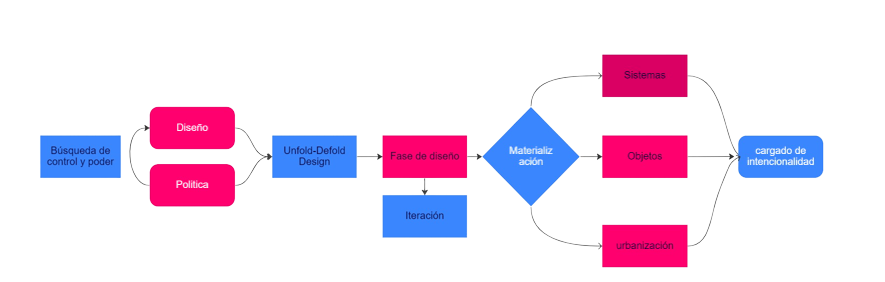 Búsqueda de
control y poder
Diseño
Politica
Unfold-Defold
Design
Fase de diseño
Iteración
Materializ
ación
Sistemas
Objetos
urbanización
cargado de
intencionalidad